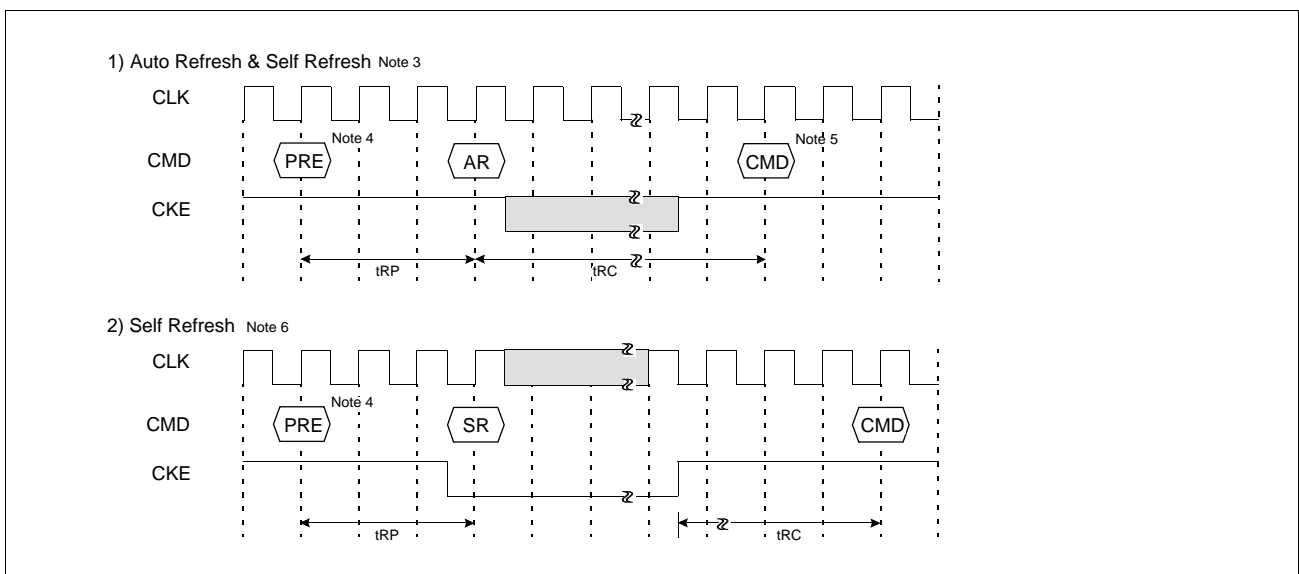 1) Auto Refresh & Self Refresh Note 3
CLK
CMD
PRE
Note 4
AR
CMD
Note 5
CKE
tRP
tRC
2) Self Refresh Note 6
CLK
CMD
PRE
Note 4
SR
CMD
CKE
tRP
tRC